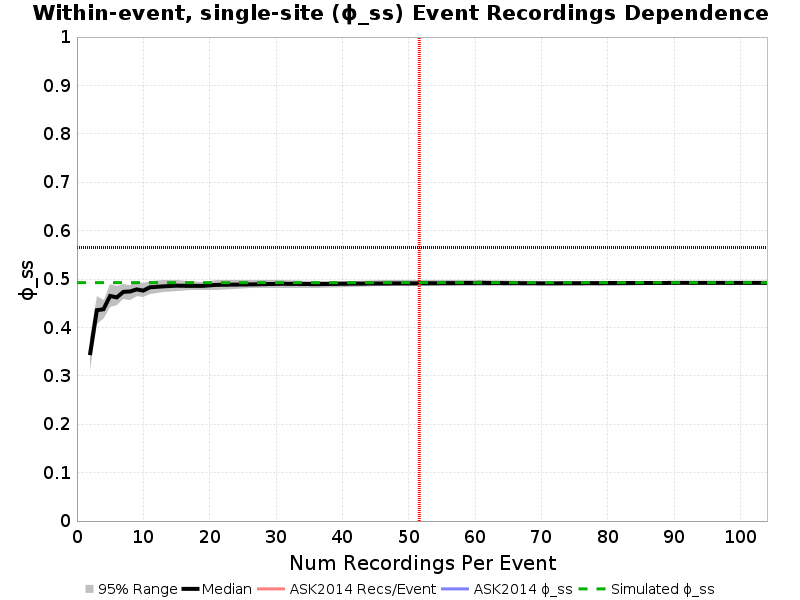 Within-event, single-site (ϕ_ss) Event Recordings Dependence
1
0.9
0.8
0.7
0.6
0.5
0.4
0.3
0.2
0.1
0
ϕ_ss
0 10 20 30 40 50 60 70 80 90 100
Num Recordings Per Event
95% Range Median ASK2014 Recs/Event ASK2014 ϕ_ss Simulated ϕ_ss